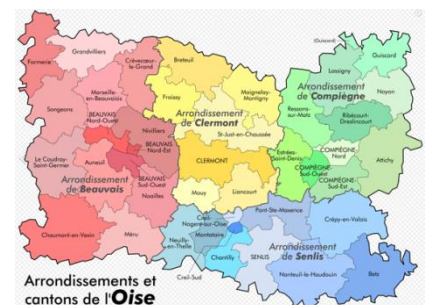 (Guiscard)
Formerie
Grandvilliers
Crèvecœur-
le-Grand
Breteuil
Guiscard
Lassigny
Songeons
Marseille-
en-Beauvaisis
Froissy
Maignelay-
Montigny
Arrondissement
de Compiègne
Noyon
BEAUVAIS
Nord-Ouest
Nivillers
Arrondissement
de Clermont
St-Just-en-Chaussée
Ressons-
sur-Matz
Ribécourt-
Dreslincourt
Le Coudray-
Saint-Germer
Auneuil
BEAUVAIS
Nord-Est
CLERMONT
Estrées-
Saint-Denis
COMPIÈGNE-
Nord
Attichy
Arrondissement
de Beauvais
BEAUVAIS
Sud-Ouest
COMPIÈGNE
Sud-Ouest
COMPIÈGNE-
Sud-Est
Noailles
Mouy
Liancourt
Chaumont-en-Vexin
Méru
Neuilly-
en-Thelle
Creil-
Nogent-sur-Oise
Montataire
Pont-Ste-Maxence
Crépy-en-Valois
Chantilly
SENLIS
Arrondissement
de Senlis
Creil-Sud
Nanteuil-le-Haudouin
Betz
Arrondissements et
cantons de l'Oise